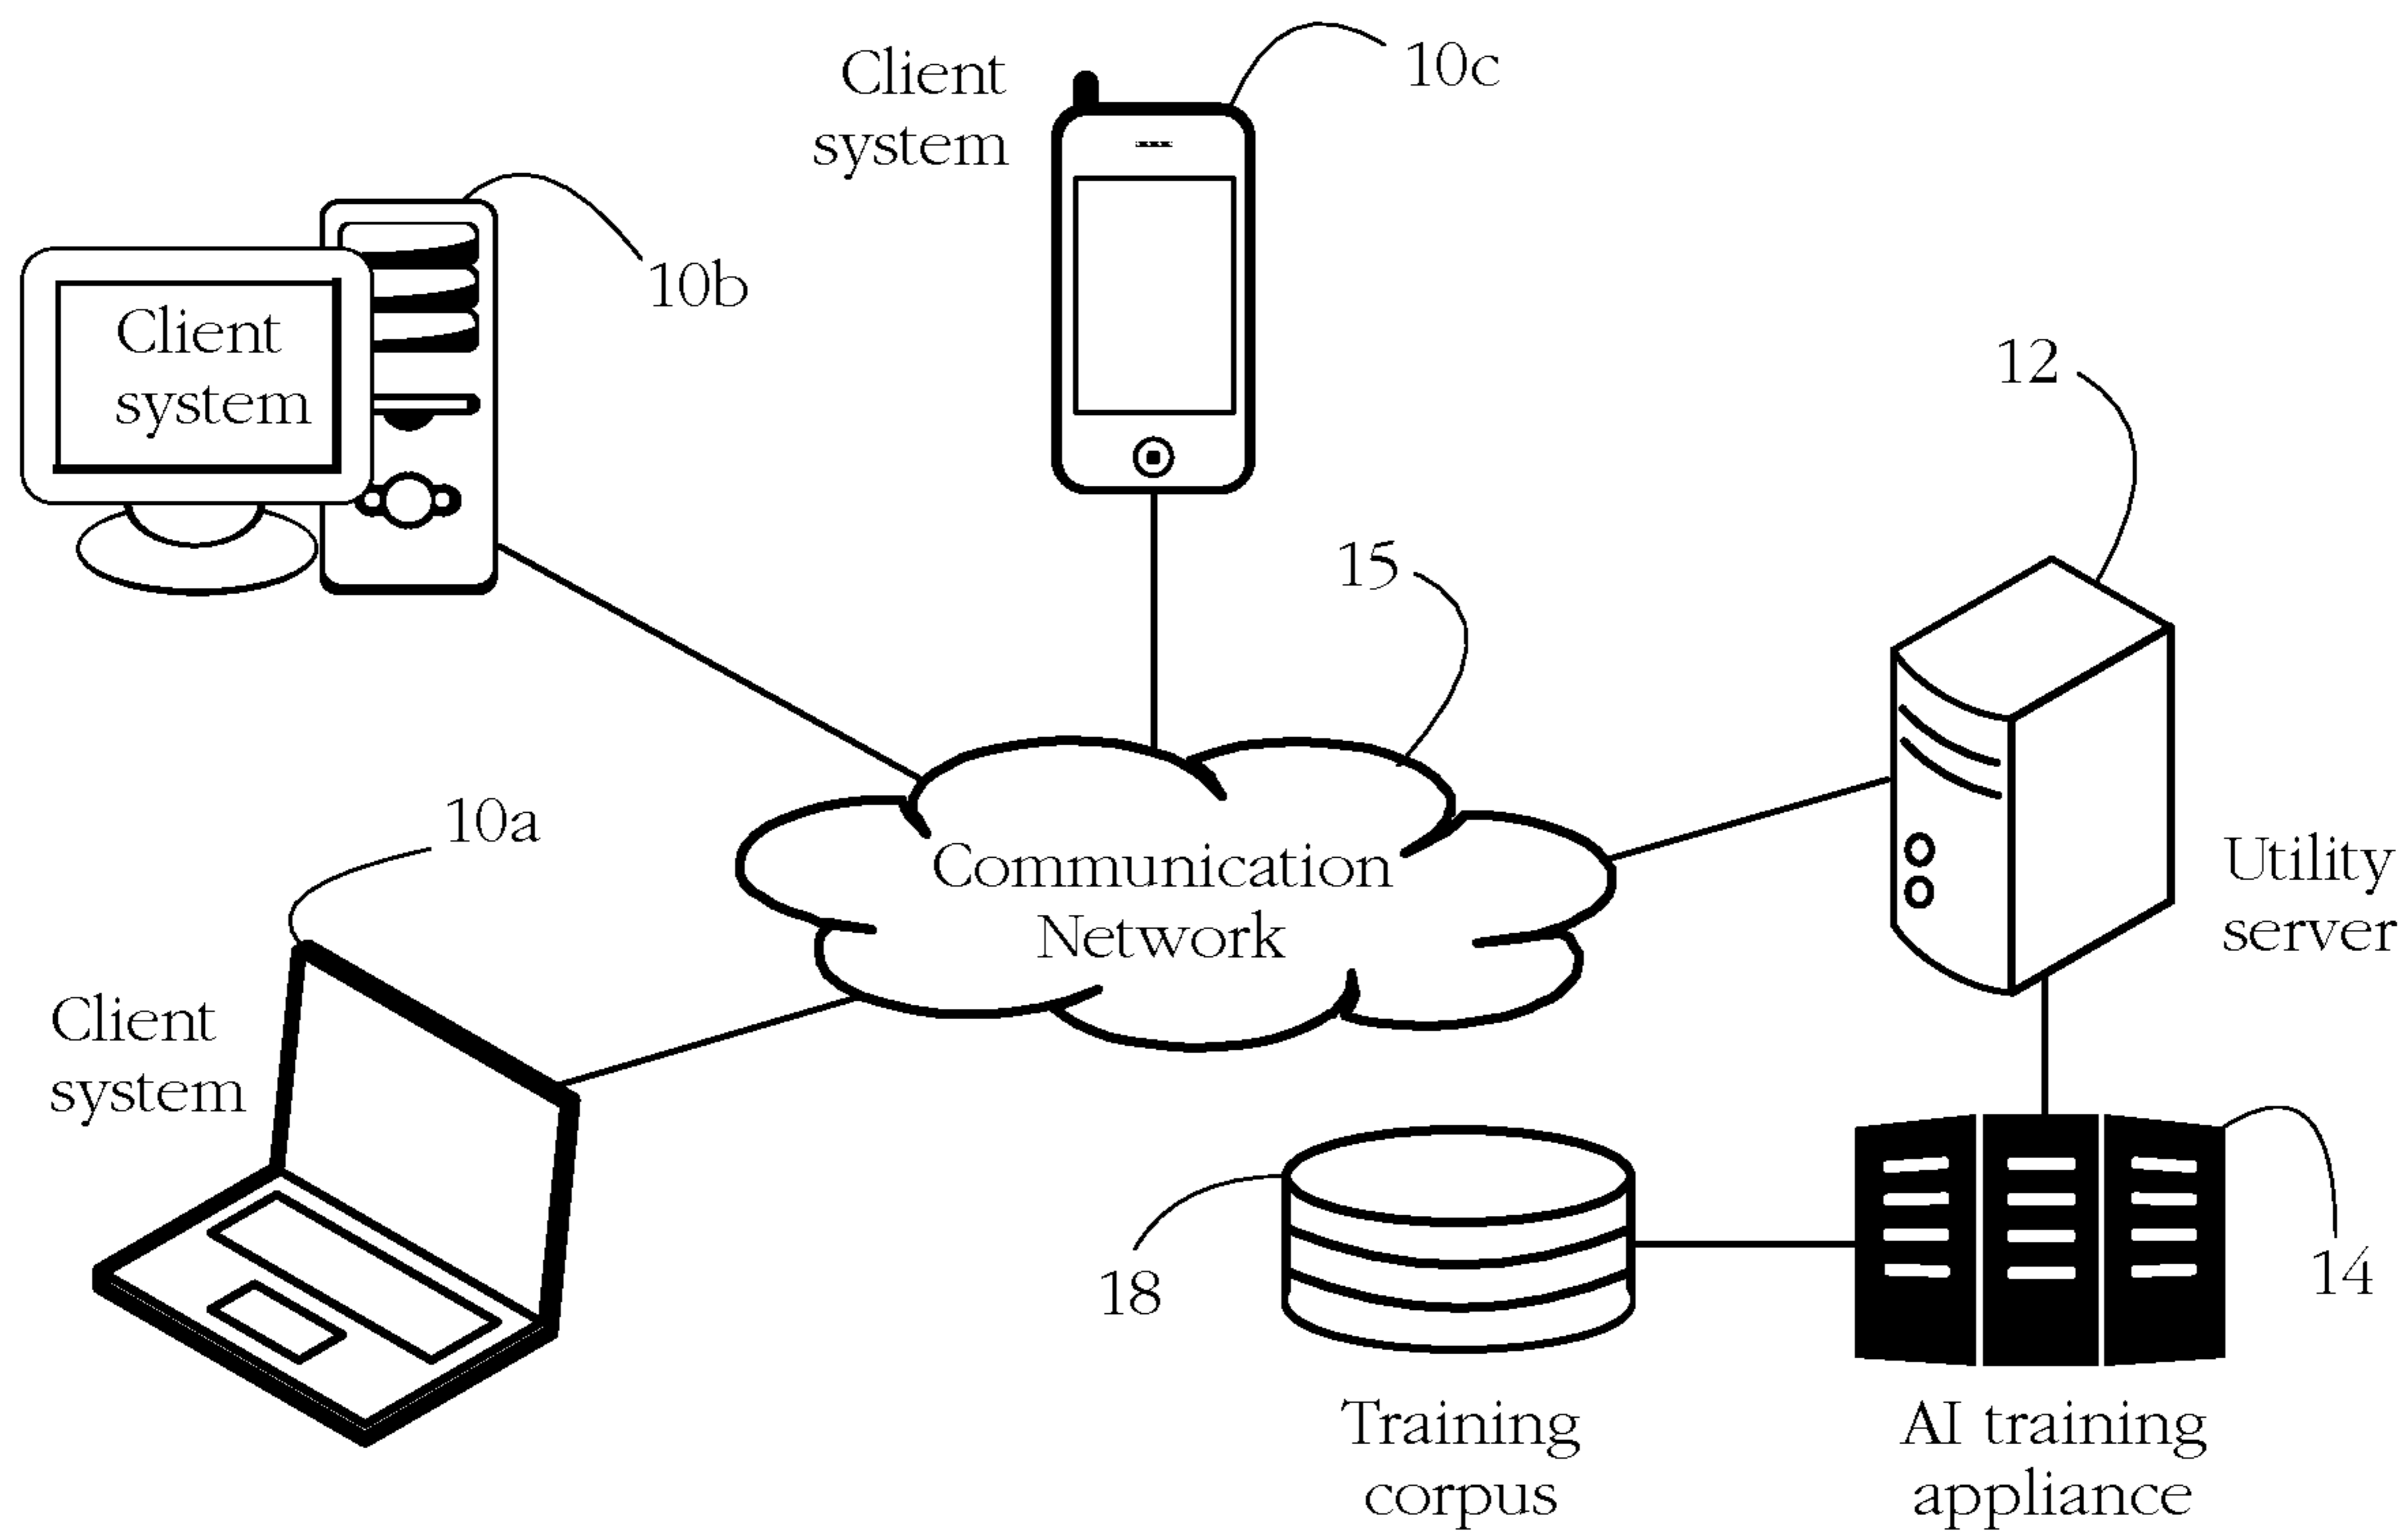 Client
system
10c
10b
Client
system
12
15
10a
Communication
Network
Utility
server
Client
system
18
14
Training
corpus
AI training
appliance